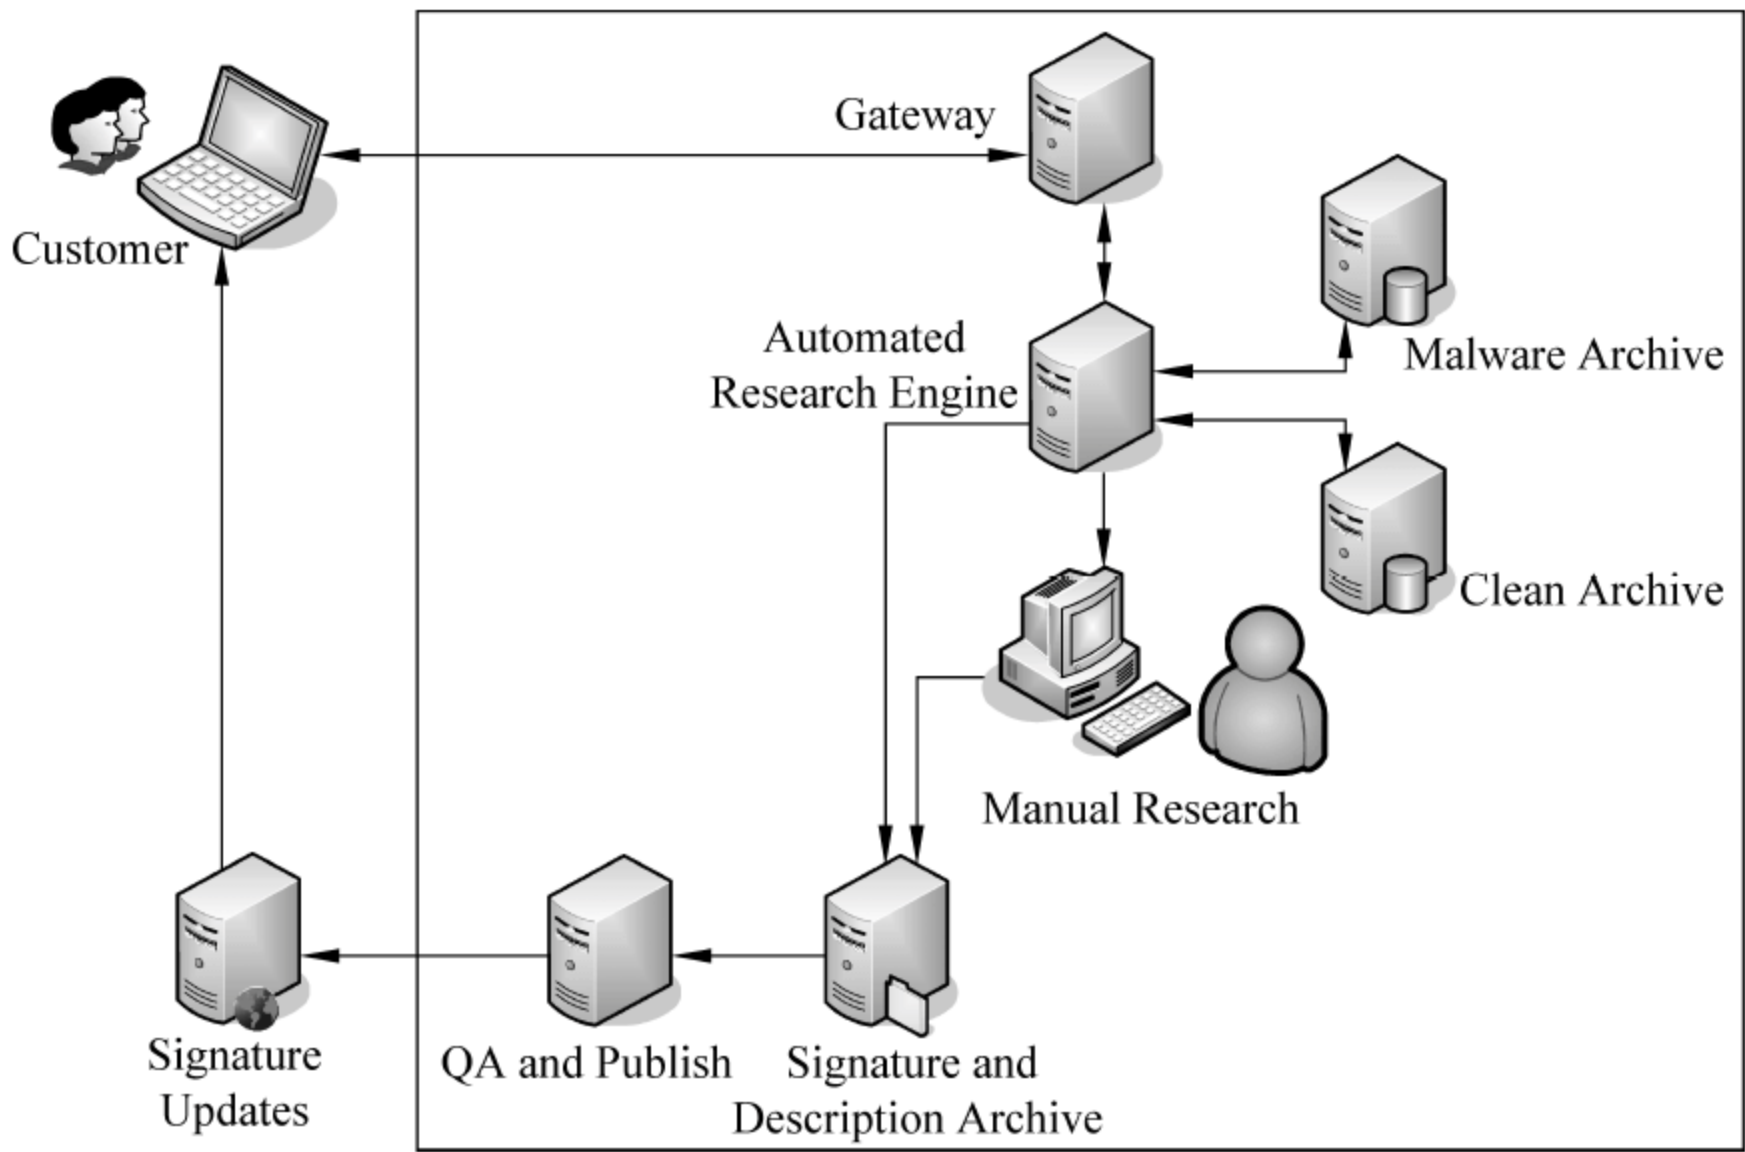 Gateway
Customer
Automated
Research Engine
Malware Archive
Clean Archive
Manual Research
Signature
Updates
QA and Publish
Signature and
Description Archive